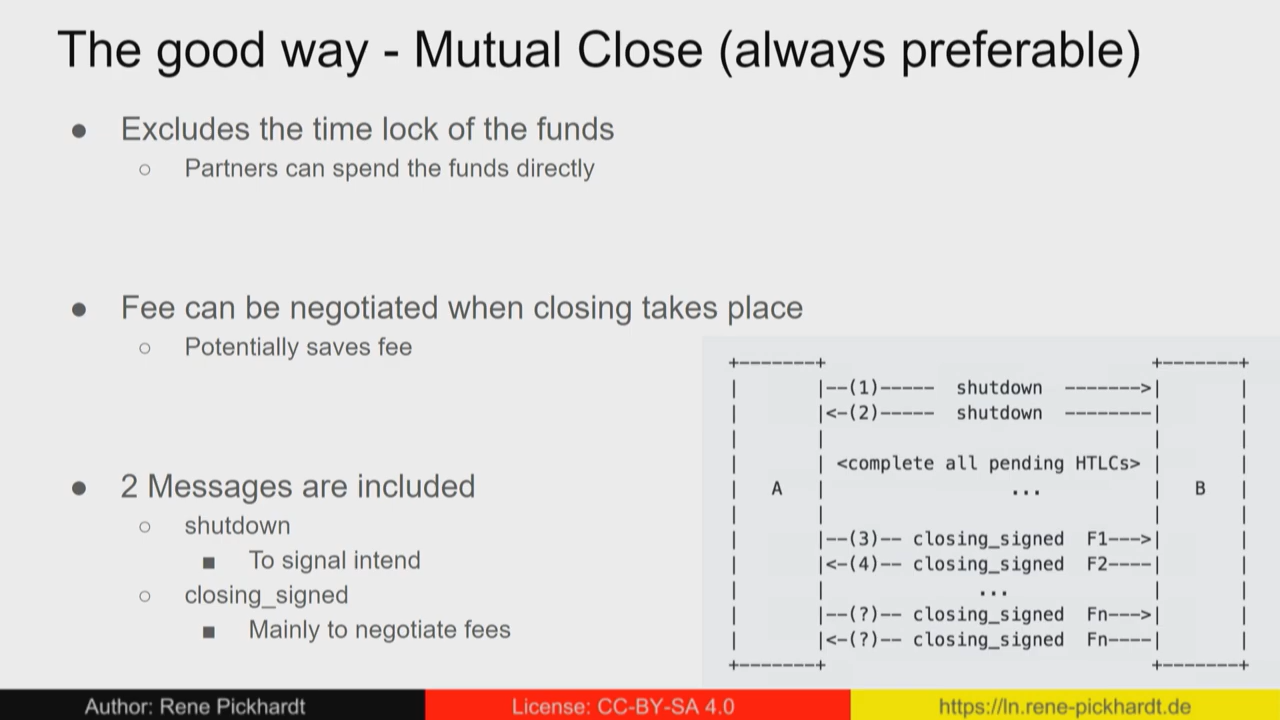 The good way - Mutual Close (always preferable)
● Excludes the time lock of the funds
○ Partners can spend the funds directly
● Fee can be negotiated when closing takes place
○ Potentially saves fee
● 2 Messages are included
○ shutdown
■ To signal intend
○ closing_signed
■ Mainly to negotiate fees
+-------+                              +-------+
|       |--(1)-----  shutdown  ------->|       |
|       |<-(2)-----  shutdown  --------|       |
|       |                              |       |
|       | <complete all pending HTLCs> |       |
|   A   |                 ...          |   B   |
|       |                              |       |
|       |--(3)-- closing_signed  F1--->|       |
|       |<-(4)-- closing_signed  F2----|       |
|       |              ...             |       |
|       |--(?)-- closing_signed  Fn--->|       |
|       |<-(?)-- closing_signed  Fn----|       |
+-------+                              +-------+
Author: Rene Pickhardt
License: CC-BY-SA 4.0
https://ln.rene-pickhardt.de